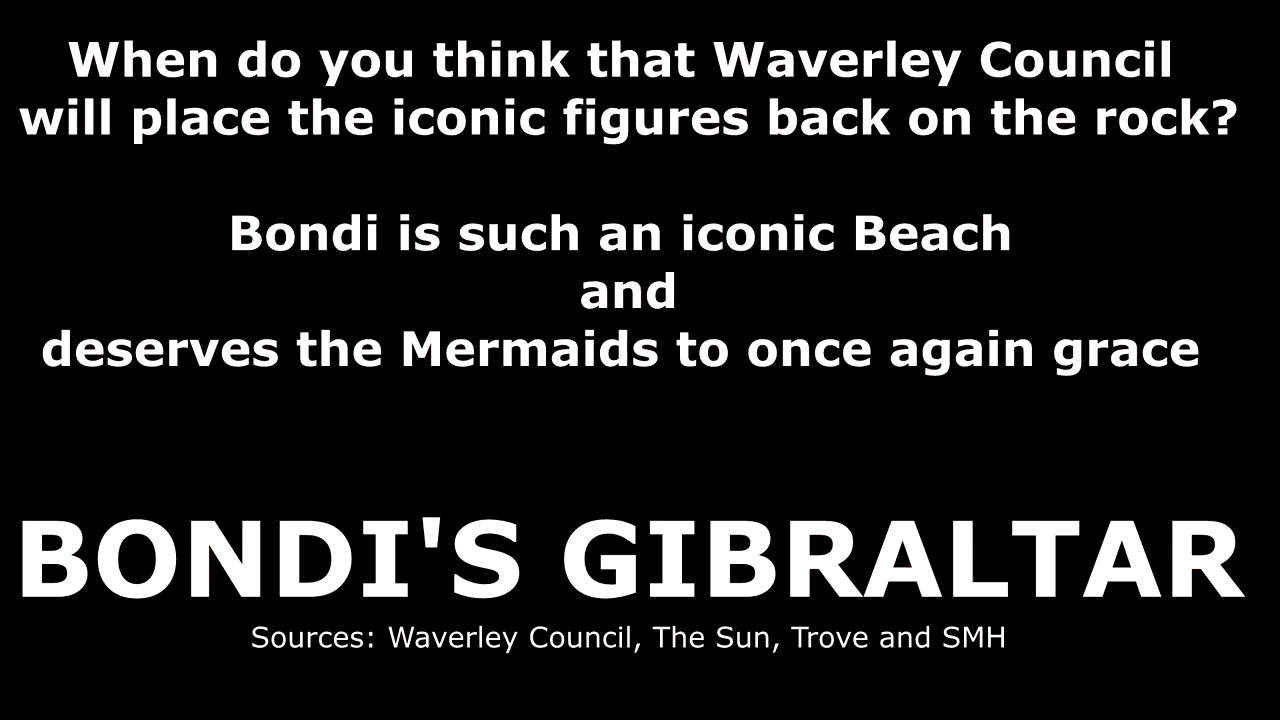 When do you think that Waverley Council
will place the iconic figures back on the rock?
Bondi is such an iconic Beach
and
deserves the Mermaids to once again grace
BONDI'S GIBRALTAR
Sources: Waverley Council, The Sun, Trove and SMH